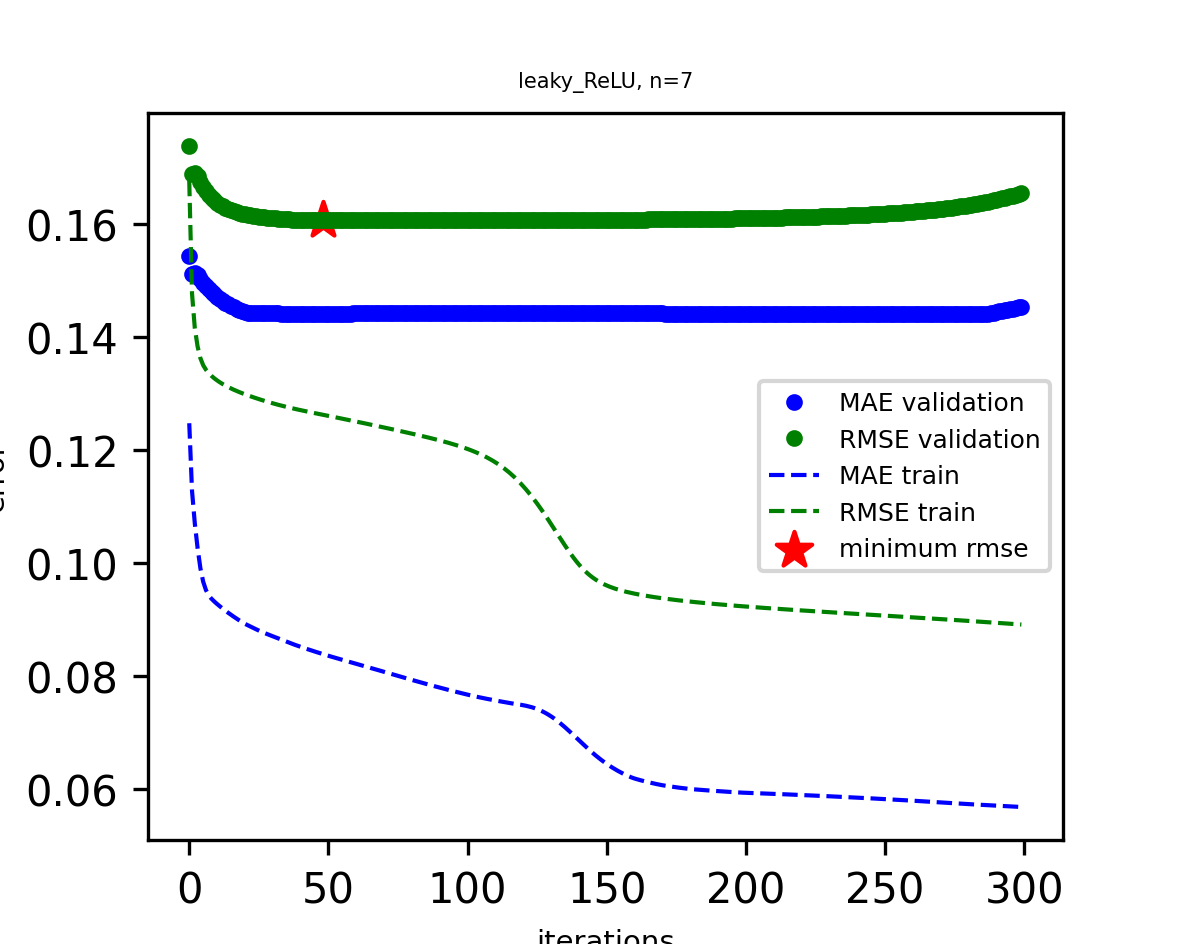 leaky_ReLU, n=7
0.16
0.14
0.12
0.10
0.08
0.06
error
MAE validation
RMSE validation
MAE train
RMSE train
minimum rmse
0 50 100 150 200 250 300
iterations